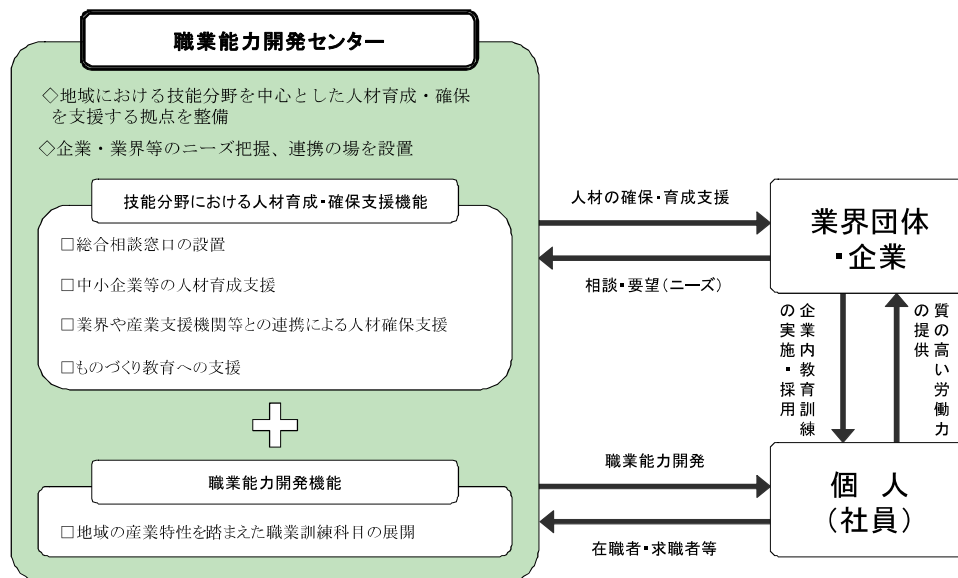 職業能力開発センター
◇地域における技能分野を中心とした人材育成・確保
を支援する拠点を整備
◇企業・業界等のニーズ把握、連携の場を設置
技能分野における人材育成・確保支援機能
□総合相談窓口の設置
□中小企業等の人材育成支援
□業界や産業支援機関等との連携による人材確保支援
□ものづくり教育への支援
職業能力開発機能
□地域の産業特性を踏まえた職業訓練科目の展開
人材の確保・育成支援
相談・要望（ニーズ）
業界団体
・企業
企業内教育訓練
の実施・採用
質の高い労働力
の提供
職業能力開発
在職者・求職者等
個　人
（社員）